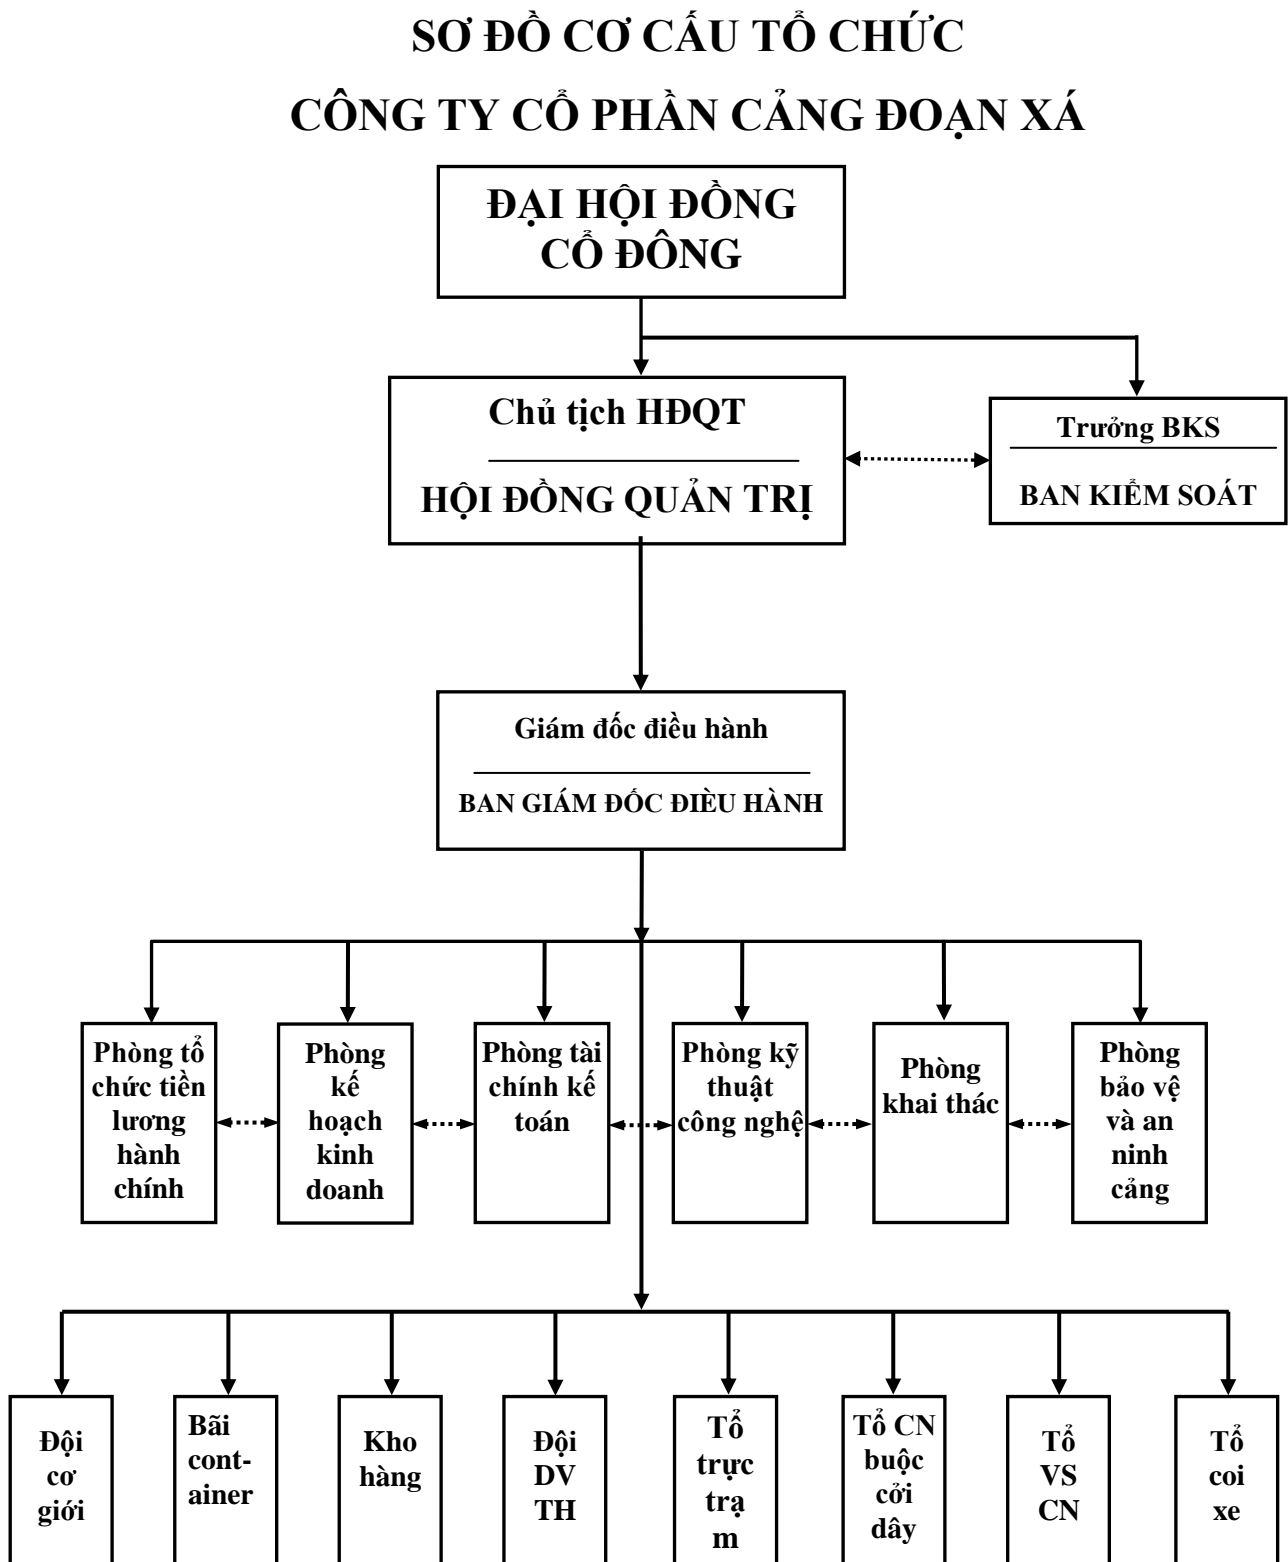 SƠ ĐỒ CƠ CẤU TỔ CHỨC
CÔNG TY CỔ PHẦN CẢNG ĐOẠN XÁ
ĐẠI HỘI ĐỒNG
CỔ ĐÔNG
Chủ tịch HĐQT
HỘI ĐỒNG QUẢN TRỊ
Trưởng BKS
BAN KIỂM SOÁT
Giám đốc điều hành
BAN GIÁM ĐỐC ĐIÈU HÀNH
Phòng tổ
chức tiền
lương
hành
chính
Phòng
kế
hoạch
kinh
doanh
Phòng tài
chính kế
toán
Phòng kỹ
thuật
công nghệ
Phòng
khai thác
Phòng
bảo vệ
và an
ninh
cảng
Đội
cơ
giới
Bãi
cont-
ainer
Kho
hàng
Đội
DV
TH
Tổ
trực
trạ
m
Tổ CN
buộc
cởi
dây
Tổ
VS
CN
Tổ
coi
xe